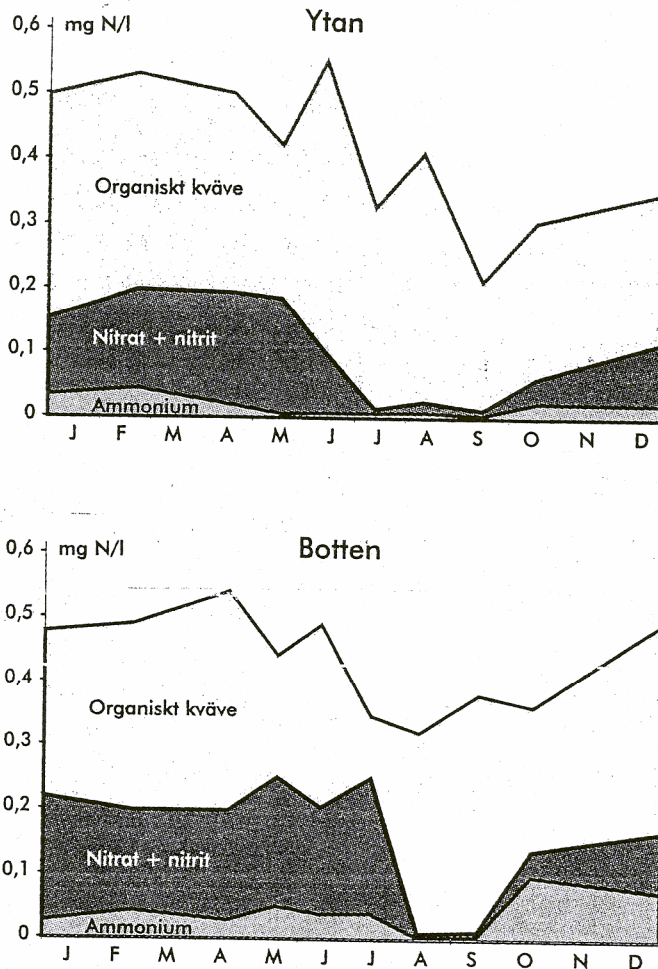 0,6 mg N/l Ytan
0,5
0,4
Organiskt kväve
0,3
0,2
Nitrat + nitrit
0,1
Ammonium
0
J F M A M J J A S O N D
0,6 mg N/l Botten
0,5
0,4
Organiskt kväve
0,3
0,2
Nitrat + nitrit
0,1
Ammonium
0
J F M A M J J A S O N D